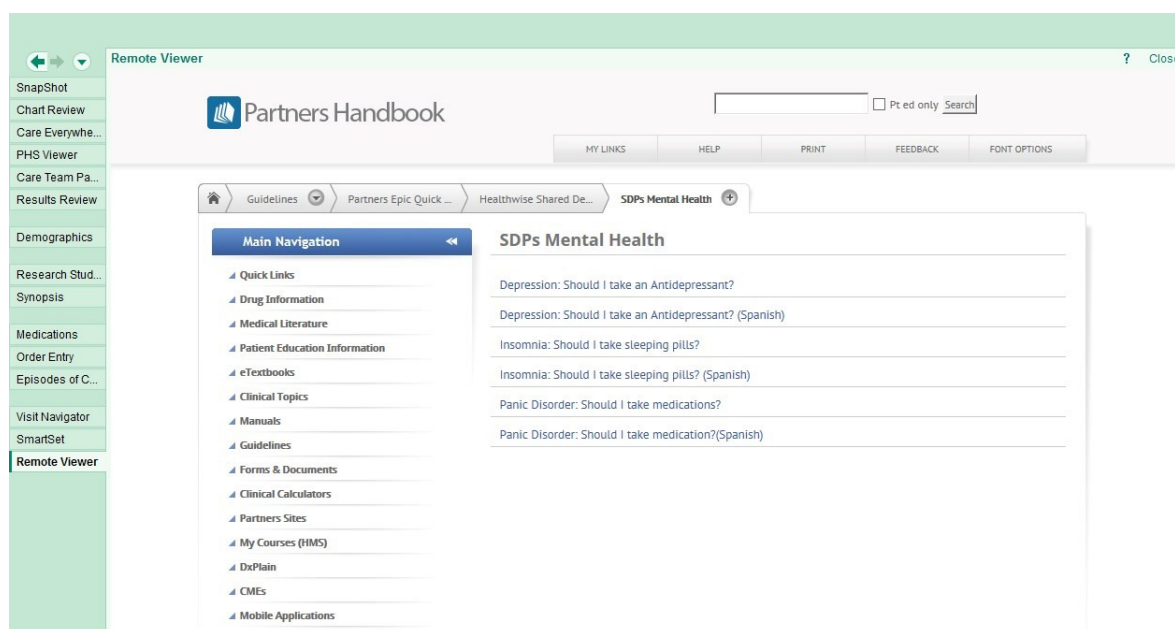 Remote Viewer
? Close
SnapShot
Chart Review
Care Everywhe...
PHS Viewer
Care Team Pa...
Results Review
Demographics
Research Stud...
Synopsis
Medications
Order Entry
Episodes of C...
Visit Navigator
SmartSet
Remote Viewer
Partners Handbook
Pt ed only Search
MY LINKS HELP PRINT FEEDBACK FONT OPTIONS
Guidelines Partners Epic Quick ... Healthwise Shared De... SDPs Mental Health
Main Navigation
Quick Links
Drug Information
Medical Literature
Patient Education Information
eTextbooks
Clinical Topics
Manuals
Guidelines
Forms & Documents
Clinical Calculators
Partners Sites
My Courses (HMS)
DxPlain
CMEs
Mobile Applications
SDPs Mental Health
Depression: Should I take an Antidepressant?
Depression: Should I take an Antidepressant? (Spanish)
Insomnia: Should I take sleeping pills?
Insomnia: Should I take sleeping pills? (Spanish)
Panic Disorder: Should I take medications?
Panic Disorder: Should I take medication?(Spanish)